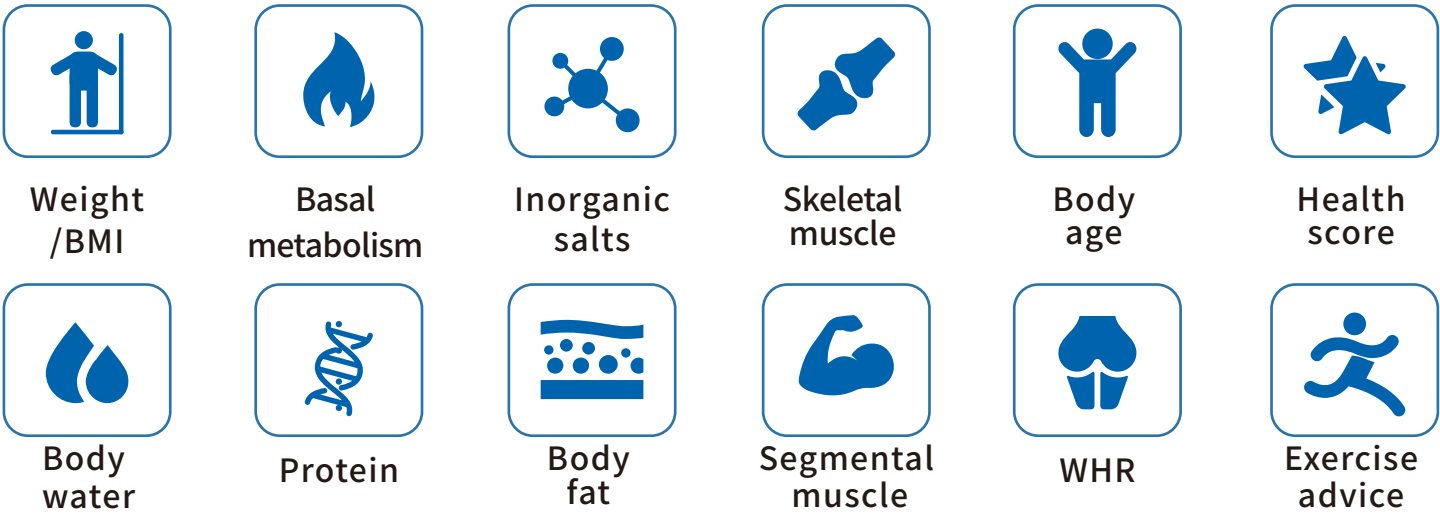 Weight
/BMI
Basal
metabolism
Inorganic
salts
Skeletal
muscle
Body
age
Health
score
Body
water
Protein
Body
fat
Segmental
muscle
WHR
Exercise
advice